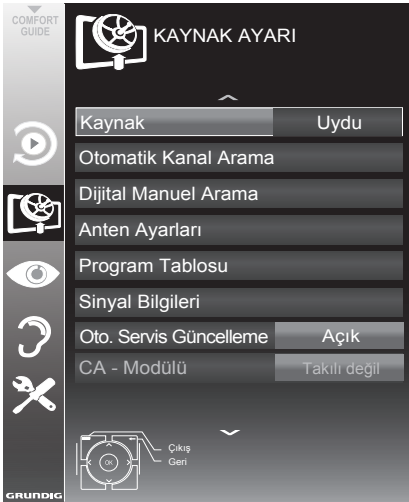 COMFORT
GUIDE
KAYNAK AYARI
Kaynak Uydu
Otomatik Kanal Arama
Dijital Manuel Arama
Anten Ayarları
Program Tablosu
Sinyal Bilgileri
Oto. Servis Güncelleme Açık
CA - Modülü Takılı değil
OK
Çıkış
Geri
GRUNDIG